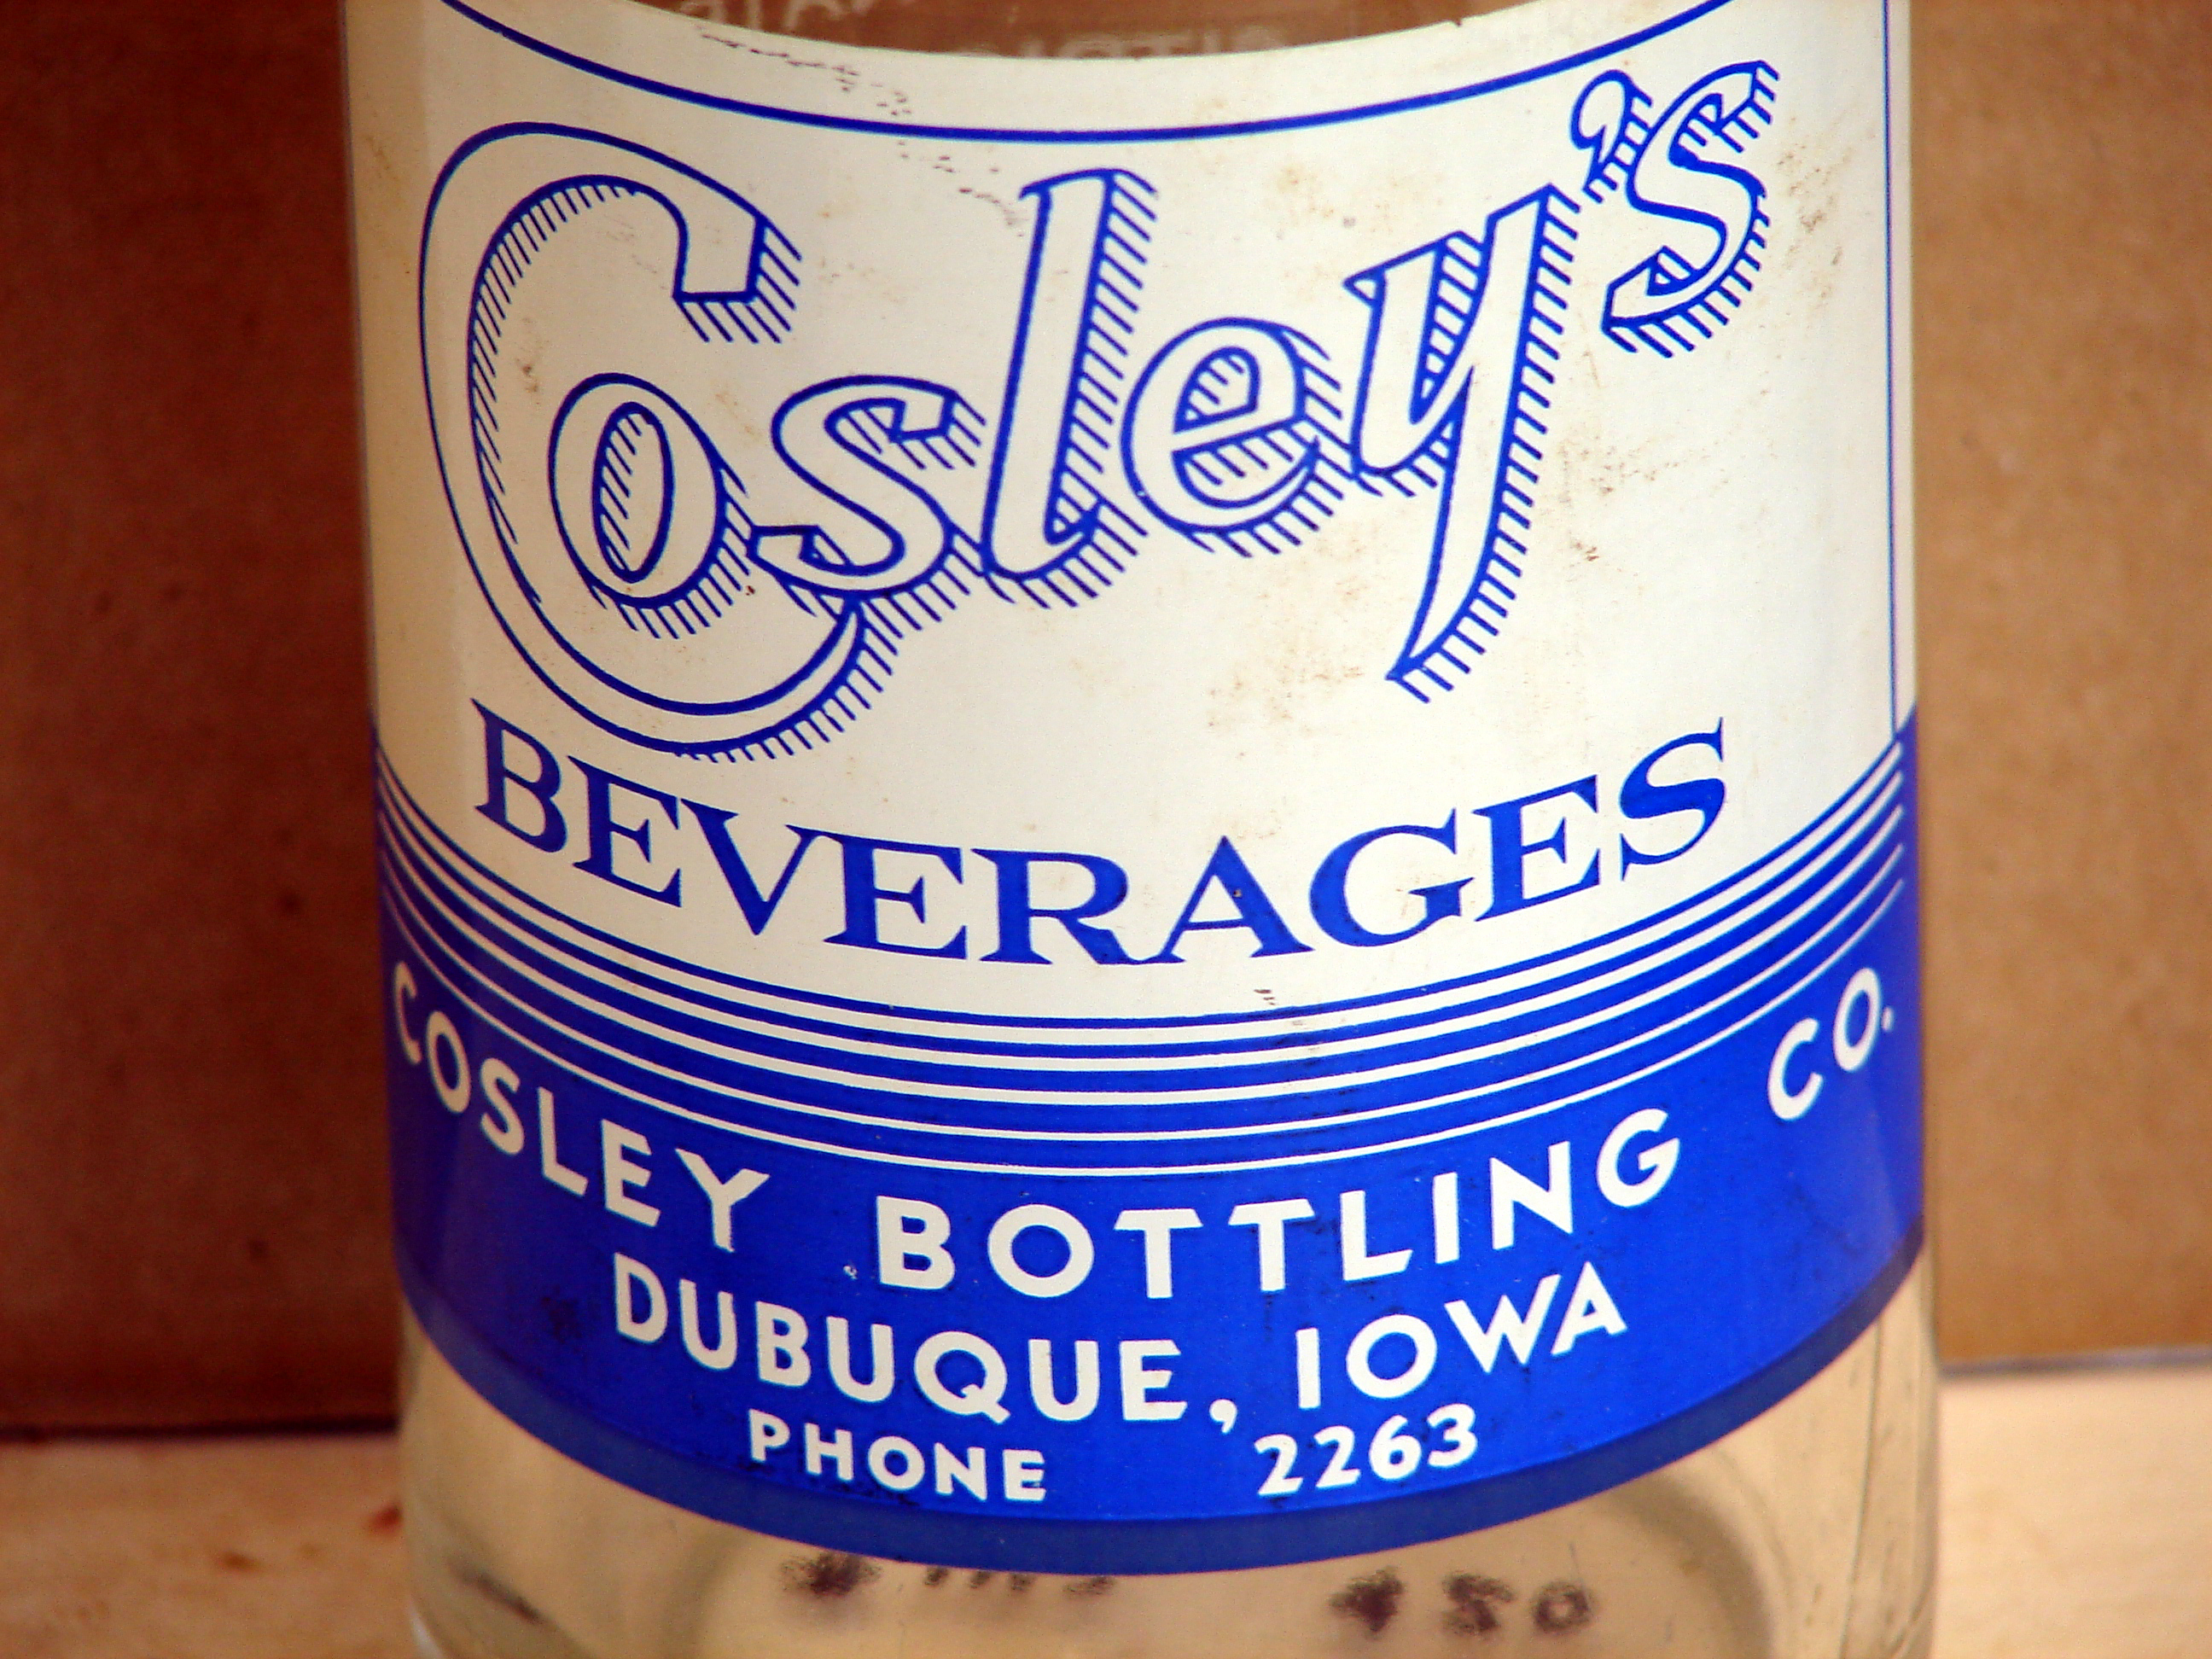 Cosley's
BEVERAGES
COSLEY BOTTLING CO.
DUBUQUE, IOWA
PHONE 2263